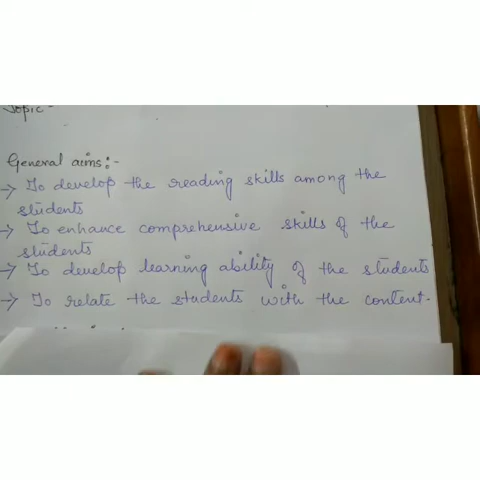 Topic-
General aims:-
→ To develop the reading skills among the
students
→ To enhance comprehensive skills of the
students
→ To develop learning ability of the students
→ To relate the students with the content.